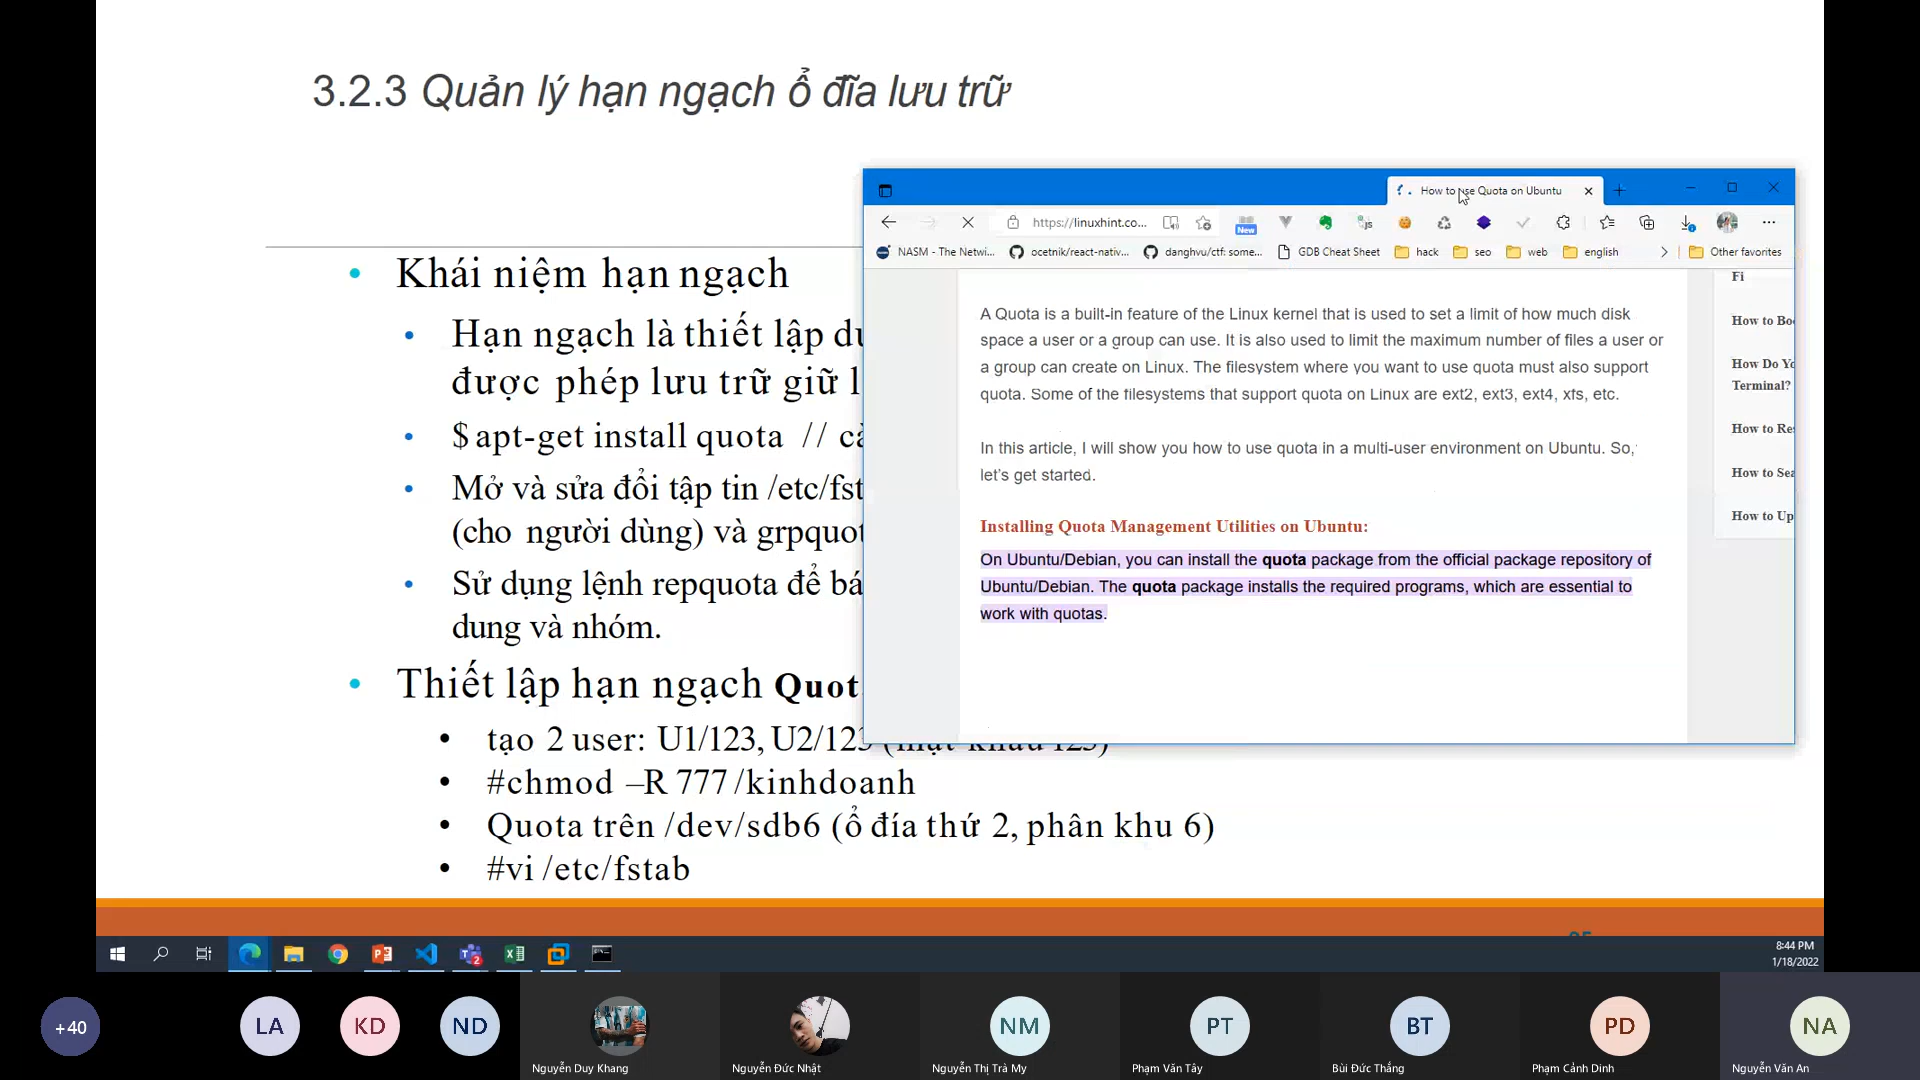 3.2.3 Quản lý hạn ngạch ổ đĩa lưu trữ
Khái niệm hạn ngạch
Hạn ngạch là thiết lập
được phép lưu trữ giữ
$ apt-get install quota //
Mở và sửa đổi tập tin /etc/fst
(cho người dùng) và grpquot
Sử dụng lệnh repquota để bá
dung và nhóm.
Thiết lập hạn ngạch Quot
tạo 2 user: U1/123, U2/123 (mật khẩu 123)
#chmod –R 777 /kinhdoanh
Quota trên /dev/sdb6 (ổ đía thứ 2, phân khu 6)
#vi /etc/fstab
How to use Quota on Ubuntu
https://linuxhint.co...
New
NASM - The Netwi...
ocetnik/react-nativ...
danghvu/ctf: some...
GDB Cheat Sheet
hack
seo
web
english
Other favorites
A Quota is a built-in feature of the Linux kernel that is used to set a limit of how much disk
space a user or a group can use. It is also used to limit the maximum number of files a user or
a group can create on Linux. The filesystem where you want to use quota must also support
quota. Some of the filesystems that support quota on Linux are ext2, ext3, ext4, xfs, etc.
In this article, I will show you how to use quota in a multi-user environment on Ubuntu. So,
let's get started.
Installing Quota Management Utilities on Ubuntu:
On Ubuntu/Debian, you can install the quota package from the official package repository of
Ubuntu/Debian. The quota package installs the required programs, which are essential to
work with quotas.
Fi
How to Bo
How Do Yo
Terminal?
How to Re
How to Sea
How to Up
8:44 PM
1/18/2022
+40
LA
KD
ND
NM
PT
BT
PD
NA
Nguyễn Duy Khang
Nguyễn Đức Nhật
Nguyễn Thị Trà My
Phạm Văn Tây
Bùi Đức Thắng
Phạm Cảnh Dinh
Nguyễn Văn An